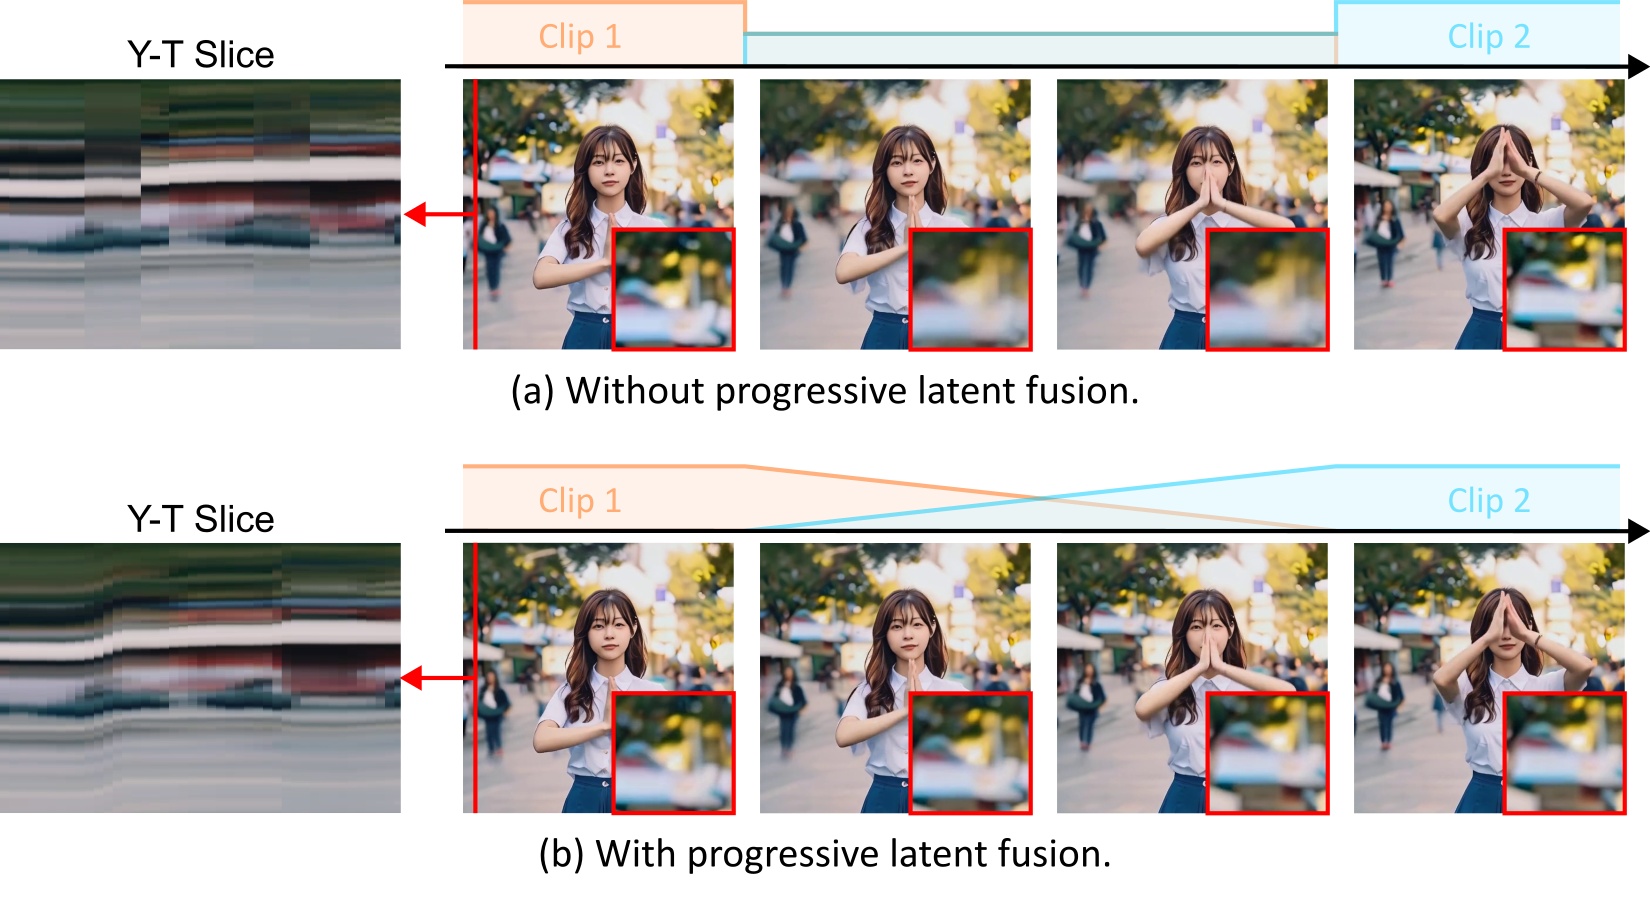 Clip 1
Clip 2
Y-T Slice
(a) Without progressive latent fusion.
Clip 1
Clip 2
Y-T Slice
(b) With progressive latent fusion.